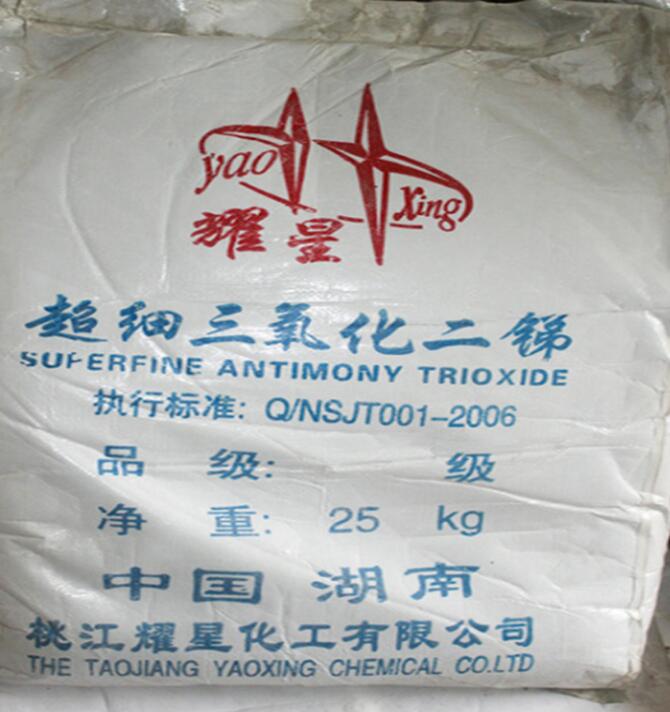 yao
Xing
耀星
超细三氧化二锑
SUPERFINE ANTIMONY TRIOXIDE
执行标准: Q/NSJT001-2006
品 级: 级
净 重: 25 kg
中国 湖南
桃江耀星化工有限公司
THE TAOJIANG YAOXING CHEMICAL CO.LTD